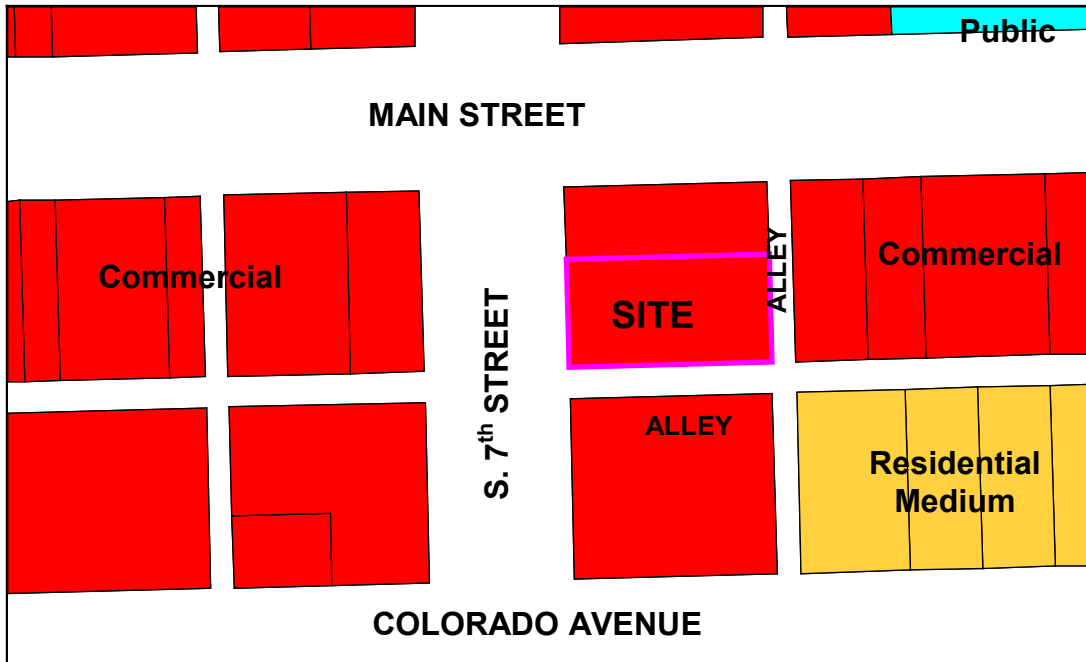 Public
MAIN STREET
Commercial
ALLEY
Commercial
SITE
S. 7th STREET
ALLEY
Residential
Medium
COLORADO AVENUE